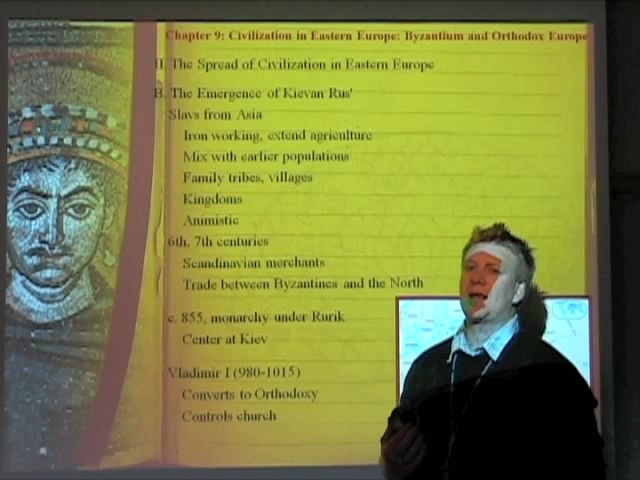 Chapter 9: Civilization in Eastern Europe: Byzantium and Orthodox Europe
II. The Spread of Civilization in Eastern Europe
B. The Emergence of Kievan Rus'
Slavs from Asia
Iron working, extend agriculture
Mix with earlier populations
Family tribes, villages
Kingdoms
Animistic
6th, 7th centuries
Scandinavian merchants
Trade between Byzantines and the North
c. 855, monarchy under Rurik
Center at Kiev
Vladimir I (980-1015)
Converts to Orthodoxy
Controls church